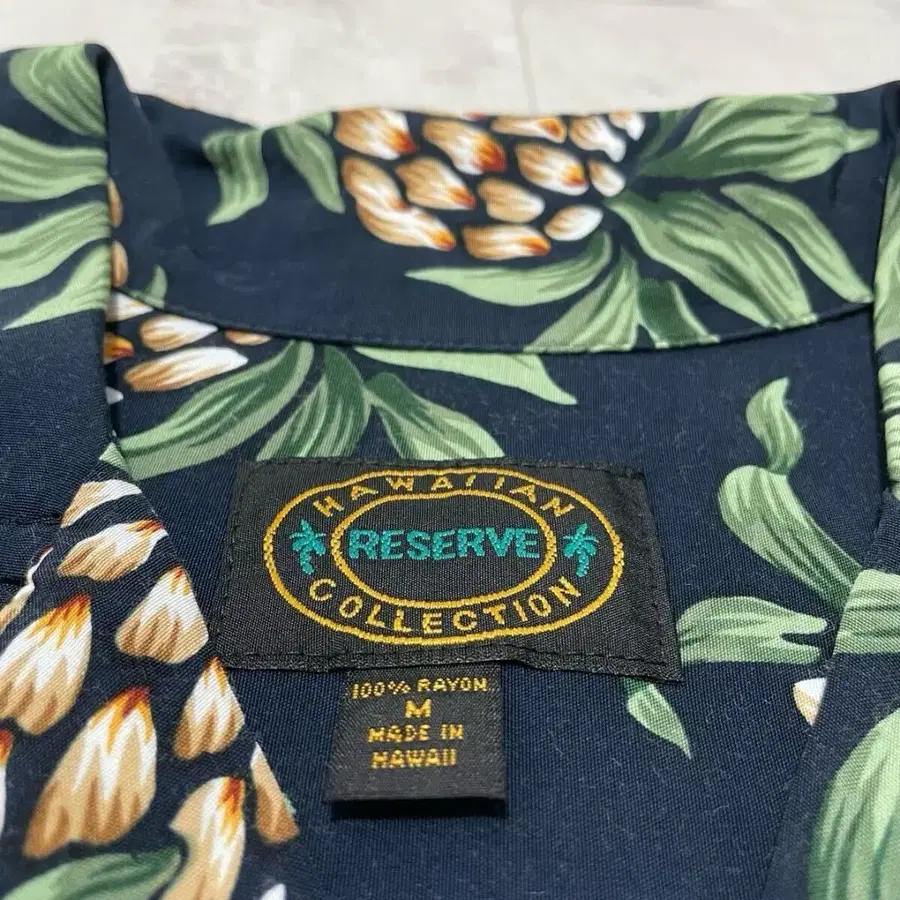 HAWAIIAN
RESERVE
COLLECTION
100% RAYON
M
MADE IN
HAWAII